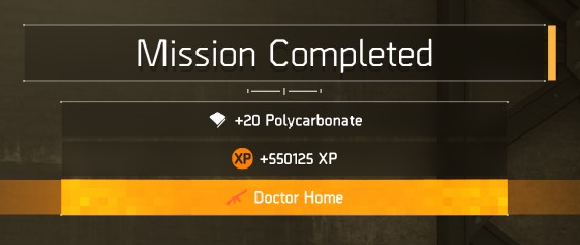 Mission Completed
+20 Polycarbonate
XP +550125 XP
Doctor Home